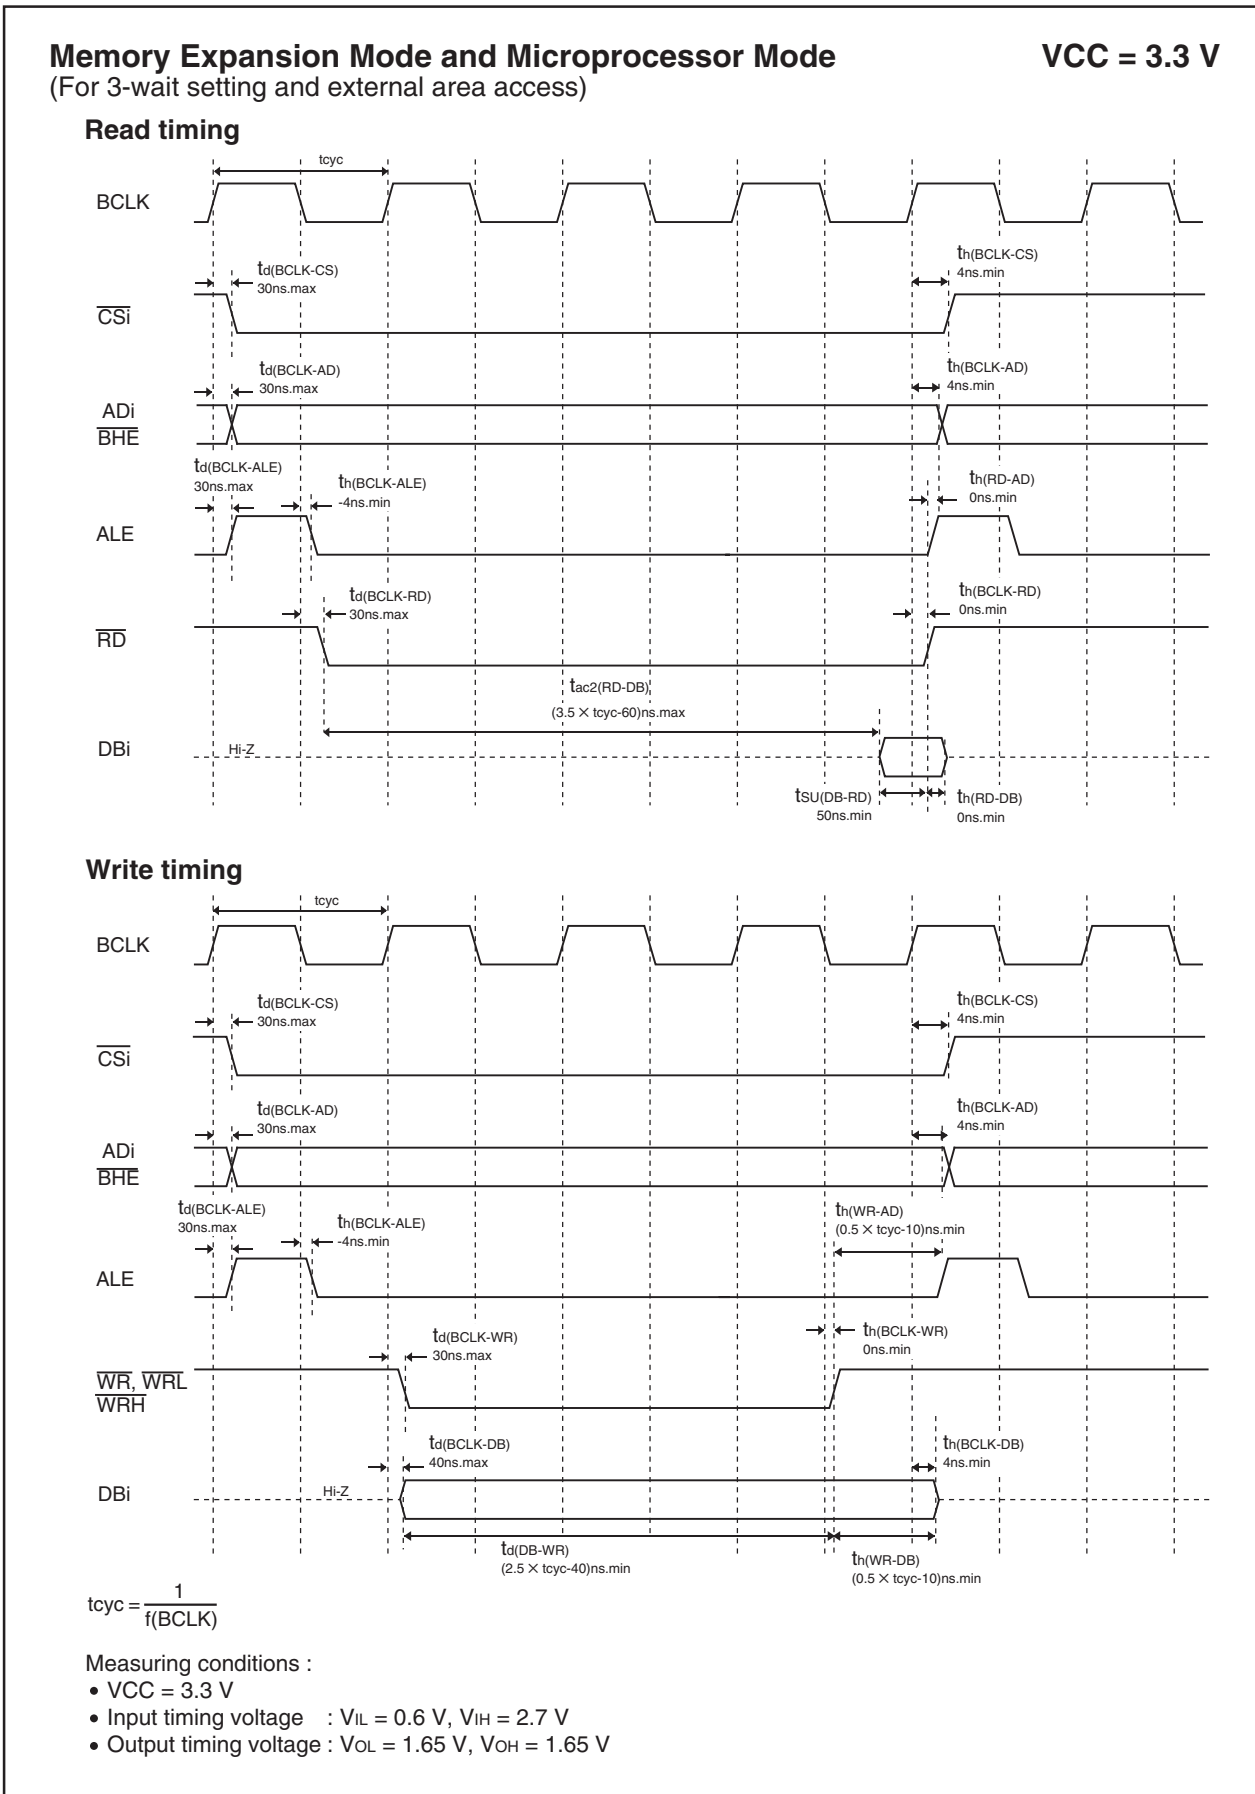 Memory Expansion Mode and Microprocessor Mode VCC = 3.3 V
(For 3-wait setting and external area access)
Read timing
tcyc
BCLK
td(BCLK-CS)
30ns.max
th(BCLK-CS)
4ns.min
CSi
td(BCLK-AD)
30ns.max
th(BCLK-AD)
4ns.min
ADi
BHE
td(BCLK-ALE)
30ns.max
th(BCLK-ALE)
-4ns.min
th(RD-AD)
0ns.min
ALE
td(BCLK-RD)
30ns.max
th(BCLK-RD)
0ns.min
RD
tac2(RD-DB)
(3.5 × tcyc-60)ns.max
DBi
Hi-Z
tSU(DB-RD)
50ns.min
th(RD-DB)
0ns.min
Write timing
tcyc
BCLK
td(BCLK-CS)
30ns.max
th(BCLK-CS)
4ns.min
CSi
td(BCLK-AD)
30ns.max
th(BCLK-AD)
4ns.min
ADi
BHE
td(BCLK-ALE)
30ns.max
th(BCLK-ALE)
-4ns.min
th(WR-AD)
(0.5 × tcyc-10)ns.min
ALE
td(BCLK-WR)
30ns.max
th(BCLK-WR)
0ns.min
WR, WRL
WRH
td(BCLK-DB)
40ns.max
th(BCLK-DB)
4ns.min
DBi
Hi-Z
td(DB-WR)
(2.5 × tcyc-40)ns.min
th(WR-DB)
(0.5 × tcyc-10)ns.min
tcyc = 1
f(BCLK)
Measuring conditions :
• VCC = 3.3 V
• Input timing voltage : VIL = 0.6 V, VIH = 2.7 V
• Output timing voltage : VOL = 1.65 V, VOH = 1.65 V